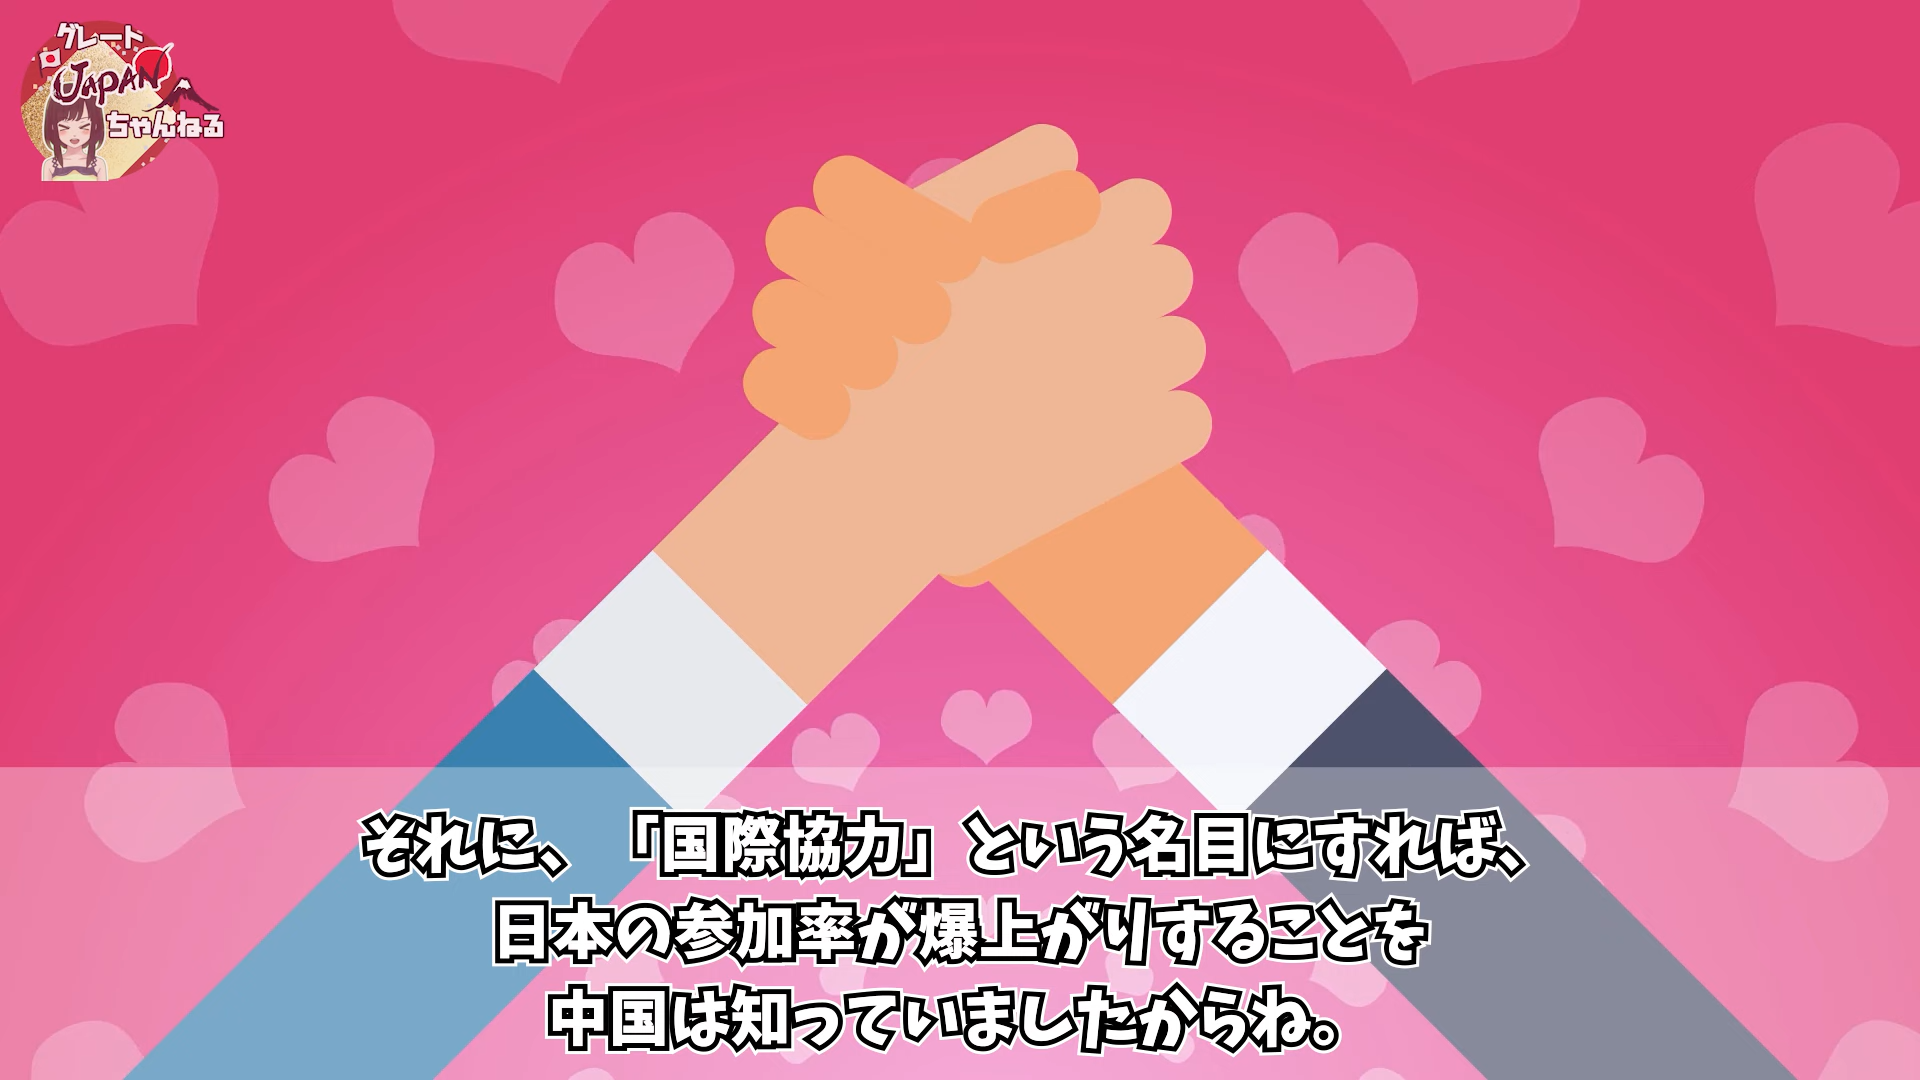 グレート
JAPAN
ちゃんねる
それに、「国際協力」という名目にすれば、
日本の参加率が爆上がりすることを
中国は知っていましたからね。